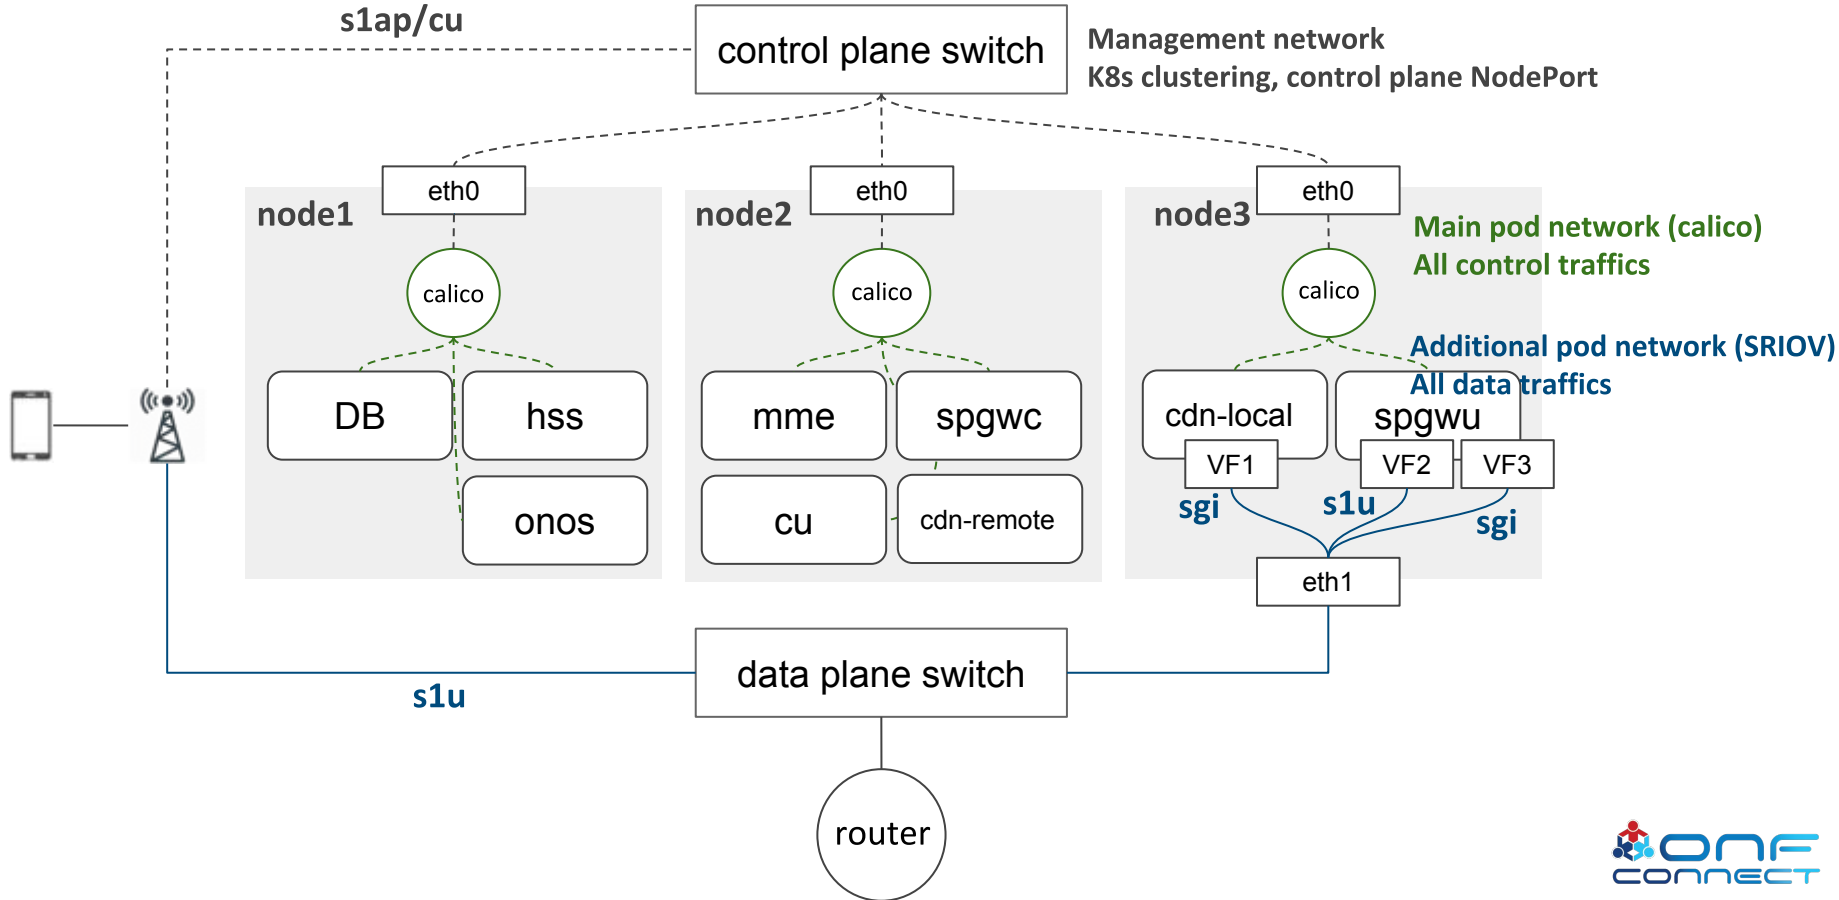 s1ap/cu
control plane switch
Management network
K8s clustering, control plane NodePort
eth0
eth0
eth0
node1
node2
node3
Main pod network (calico)
All control traffics
calico
calico
calico
Additional pod network (SRIOV)
All data traffics
DB
hss
mme
spgwc
cdn-local
spgwu
VF1
VF2
VF3
sgi
s1u
sgi
onos
cu
cdn-remote
eth1
data plane switch
s1u
router
ONF
CONNECT